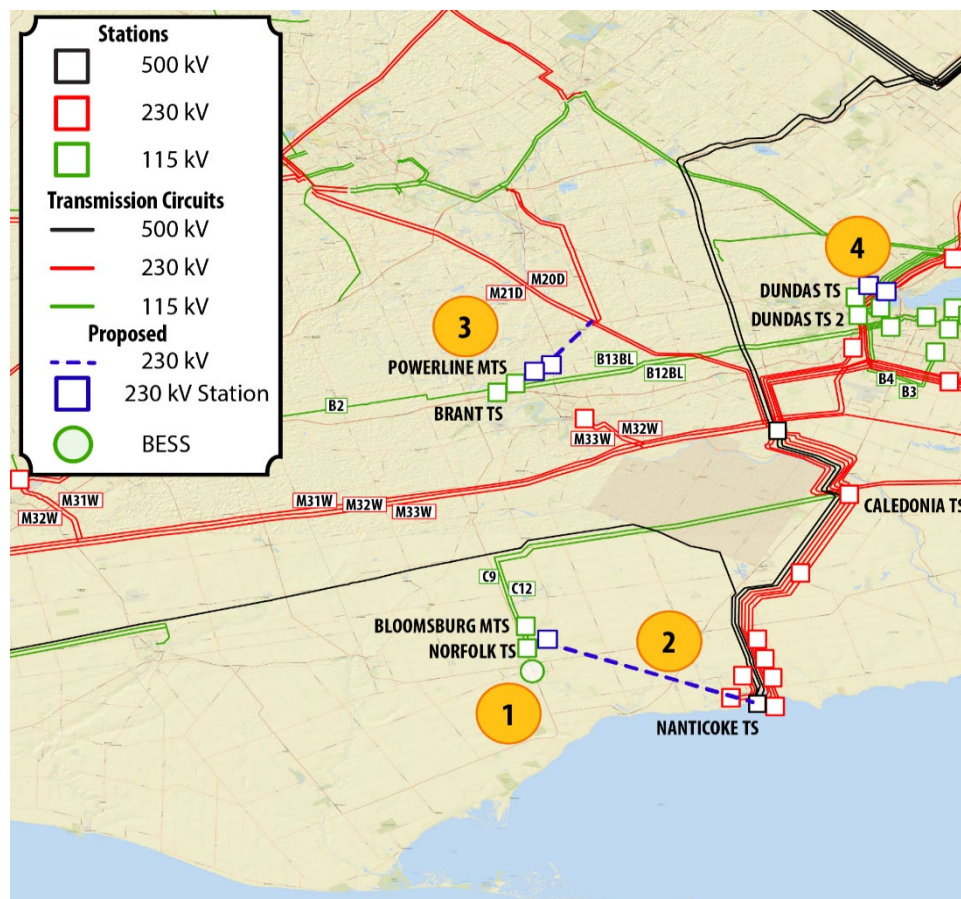 Stations
500 kV
230 kV
115 kV
Transmission Circuits
500 kV
230 kV
115 kV
Proposed
230 kV
230 kV Station
BESS
4
DUNDAS TS
DUNDAS TS 2
M20D
M21D
3
POWERLINE MTS
B13BL
B12BL
B4
B3
B2
BRANT TS
M32W
M33W
M31W
M32W
M31W
M32W
M33W
CALEDONIA TS
C9
C12
BLOOMSBURG MTS
NORFOLK TS
2
1
NANTICOKE TS